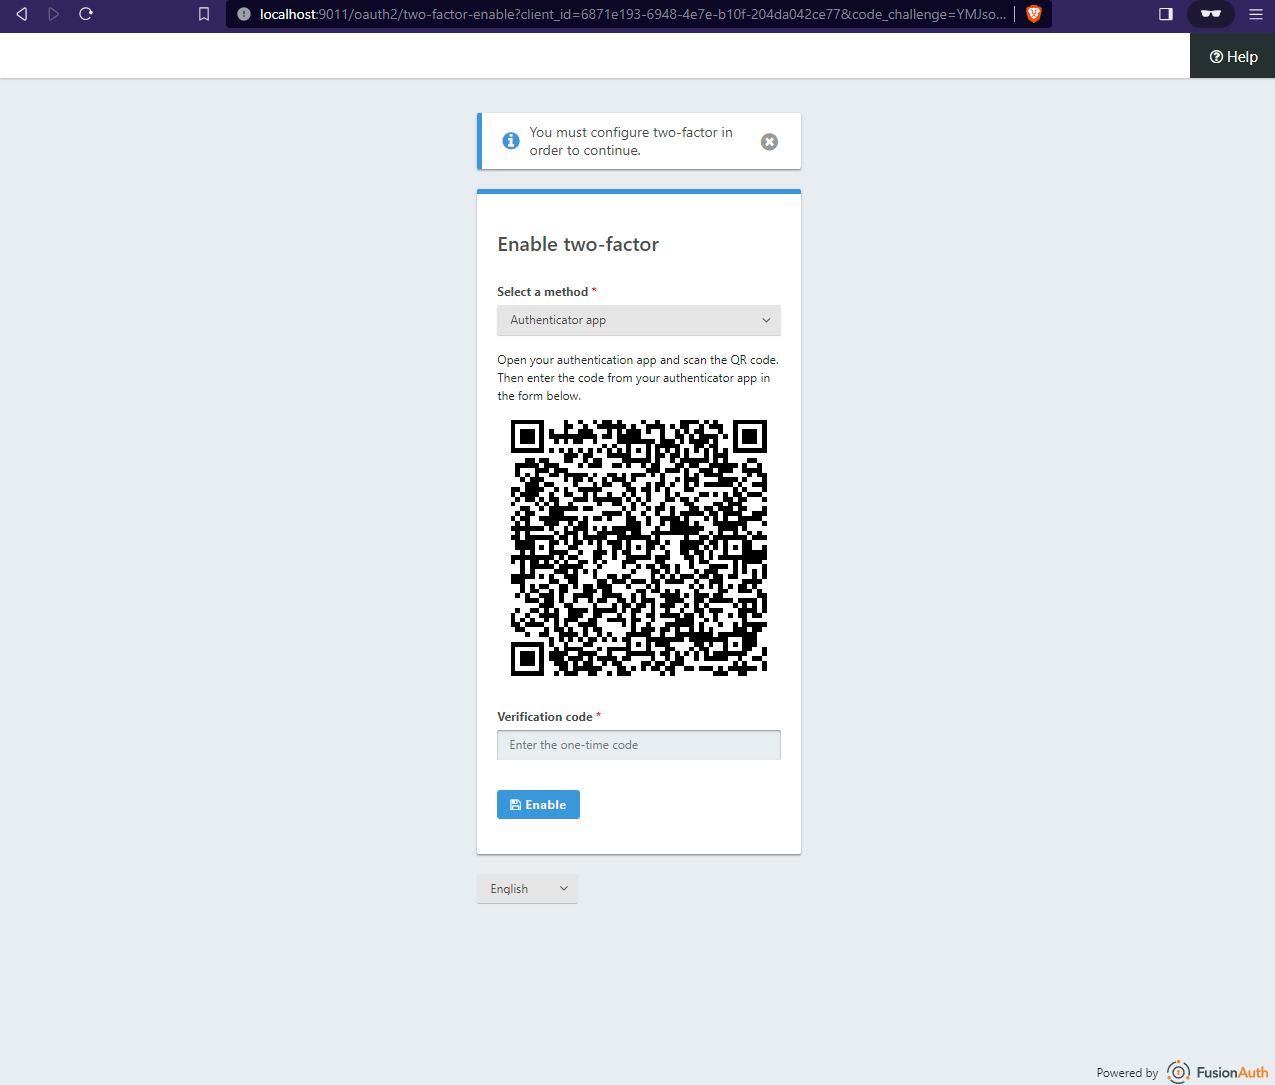 localhost:9011/oauth2/two-factor-enable?client_id=6871e193-6948-4e7e-b10f-204da042ce77&code_challenge=YMJso...
Help
You must configure two-factor in
order to continue.
Enable two-factor
Select a method *
Authenticator app
Open your authentication app and scan the QR code.
Then enter the code from your authenticator app in
the form below.
Verification code *
Enter the one-time code
Enable
English
Powered by FusionAuth